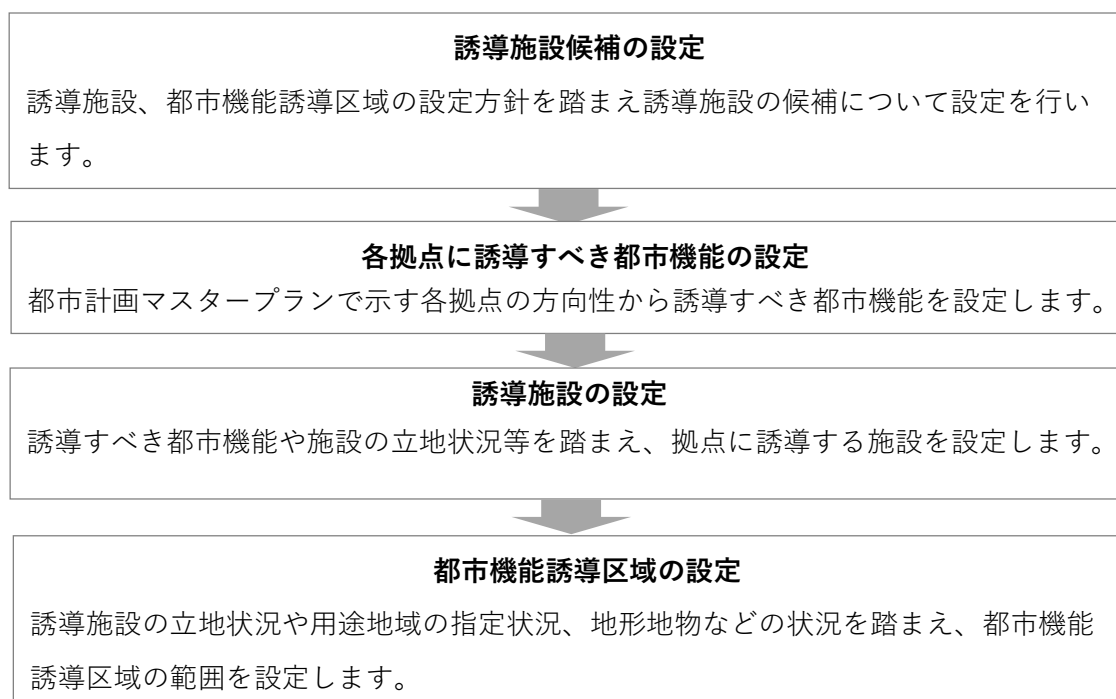 誘導施設候補の設定
誘導施設、都市機能誘導区域の設定方針を踏まえ誘導施設の候補について設定を行い
ます。
各拠点に誘導すべき都市機能の設定
都市計画マスタープランで示す各拠点の方向性から誘導すべき都市機能を設定します。
誘導施設の設定
誘導すべき都市機能や施設の立地状況等を踏まえ、拠点に誘導する施設を設定します。
都市機能誘導区域の設定
誘導施設の立地状況や用途地域の指定状況、地形地物などの状況を踏まえ、都市機能
誘導区域の範囲を設定します。